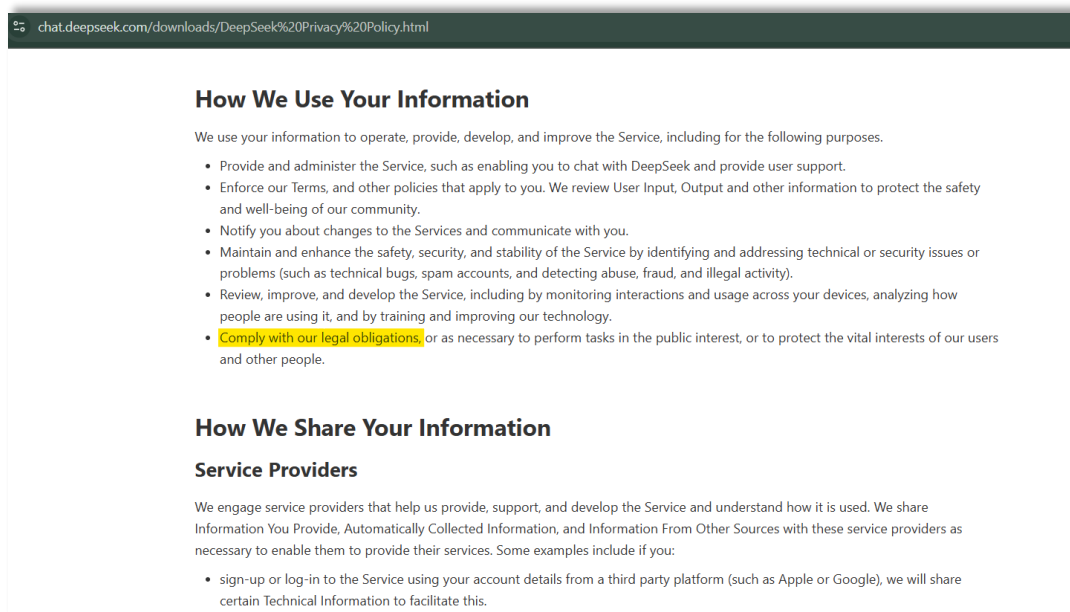 chat.deepseek.com/downloads/DeepSeek%20Privacy%20Policy.html
How We Use Your Information
We use your information to operate, provide, develop, and improve the Service, including for the following purposes.
• Provide and administer the Service, such as enabling you to chat with DeepSeek and provide user support.
• Enforce our Terms, and other policies that apply to you. We review User Input, Output and other information to protect the safety
and well-being of our community.
• Notify you about changes to the Services and communicate with you.
• Maintain and enhance the safety, security, and stability of the Service by identifying and addressing technical or security issues or
problems (such as technical bugs, spam accounts, and detecting abuse, fraud, and illegal activity).
• Review, improve, and develop the Service, including by monitoring interactions and usage across your devices, analyzing how
people are using it, and by training and improving our technology.
• Comply with our legal obligations, or as necessary to perform tasks in the public interest, or to protect the vital interests of our users
and other people.
How We Share Your Information
Service Providers
We engage service providers that help us provide, support, and develop the Service and understand how it is used. We share
Information You Provide, Automatically Collected Information, and Information From Other Sources with these service providers as
necessary to enable them to provide their services. Some examples include if you:
• sign-up or log-in to the Service using your account details from a third party platform (such as Apple or Google), we will share
certain Technical Information to facilitate this.